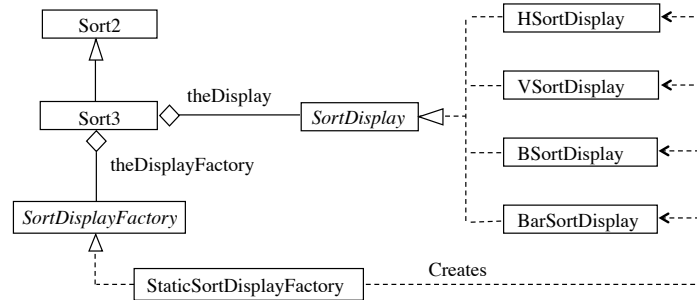 Sort2
HSortDisplay
VSortDisplay
theDisplay
Sort3
SortDisplay
BSortDisplay
theDisplayFactory
SortDisplayFactory
BarSortDisplay
Creates
StaticSortDisplayFactory